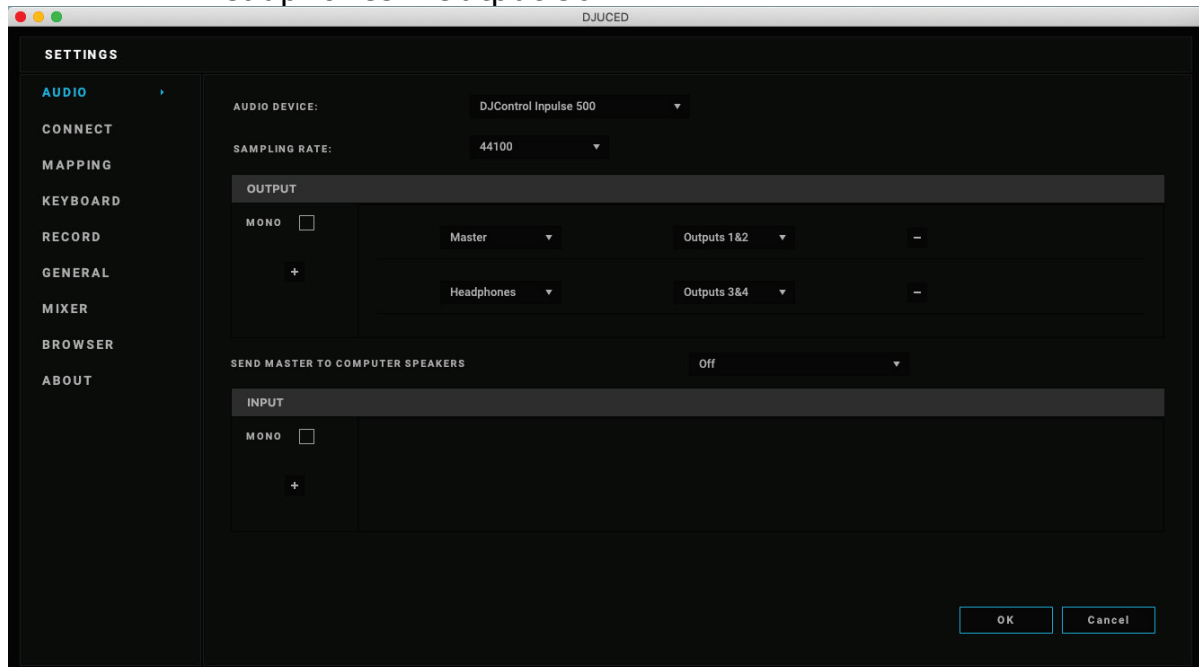 DJUCED
SETTINGS
AUDIO
CONNECT
MAPPING
KEYBOARD
RECORD
GENERAL
MIXER
BROWSER
ABOUT
AUDIO DEVICE: DJControl Inpulse 500
SAMPLING RATE: 44100
OUTPUT
MONO
+
Master Outputs 1&2 –
Headphones Outputs 3&4 –
SEND MASTER TO COMPUTER SPEAKERS Off
INPUT
MONO
+
OK Cancel